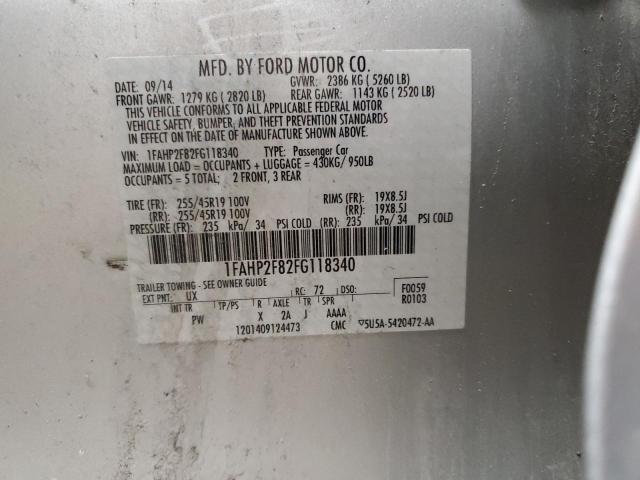 MFD. BY FORD MOTOR CO.
DATE: 09/14 GVWR: 2386 KG ( 5260 LB)
FRONT GAWR: 1279 KG ( 2820 LB) REAR GAWR: 1143 KG ( 2520 LB)
THIS VEHICLE CONFORMS TO ALL APPLICABLE FEDERAL MOTOR
VEHICLE SAFETY, BUMPER, AND THEFT PREVENTION STANDARDS
IN EFFECT ON THE DATE OF MANUFACTURE SHOWN ABOVE.
VIN: 1FAHP2F82FG118340 TYPE: Passenger Car
MAXIMUM LOAD = OCCUPANTS + LUGGAGE = 430KG/ 950LB
OCCUPANTS = 5 TOTAL; 2 FRONT, 3 REAR
TIRE (FR): 255/45R19 100V RIMS (FR): 19X8.5J
(RR): 255/45R19 100V (RR): 19X8.5J
PRESSURE (FR): 235 kPa/ 34 PSI COLD (RR): 235 kPa/ 34 PSI COLD
1FAHP2F82FG118340
TRAILER TOWING - SEE OWNER GUIDE
EXT PNT: UX RC: 72 DSO: F0059
INT TR TP/PS R AXLE TR SPR R0103
PW X 2A J AAAA
1201409124473 CMC ▽5U5A-5420472-AA